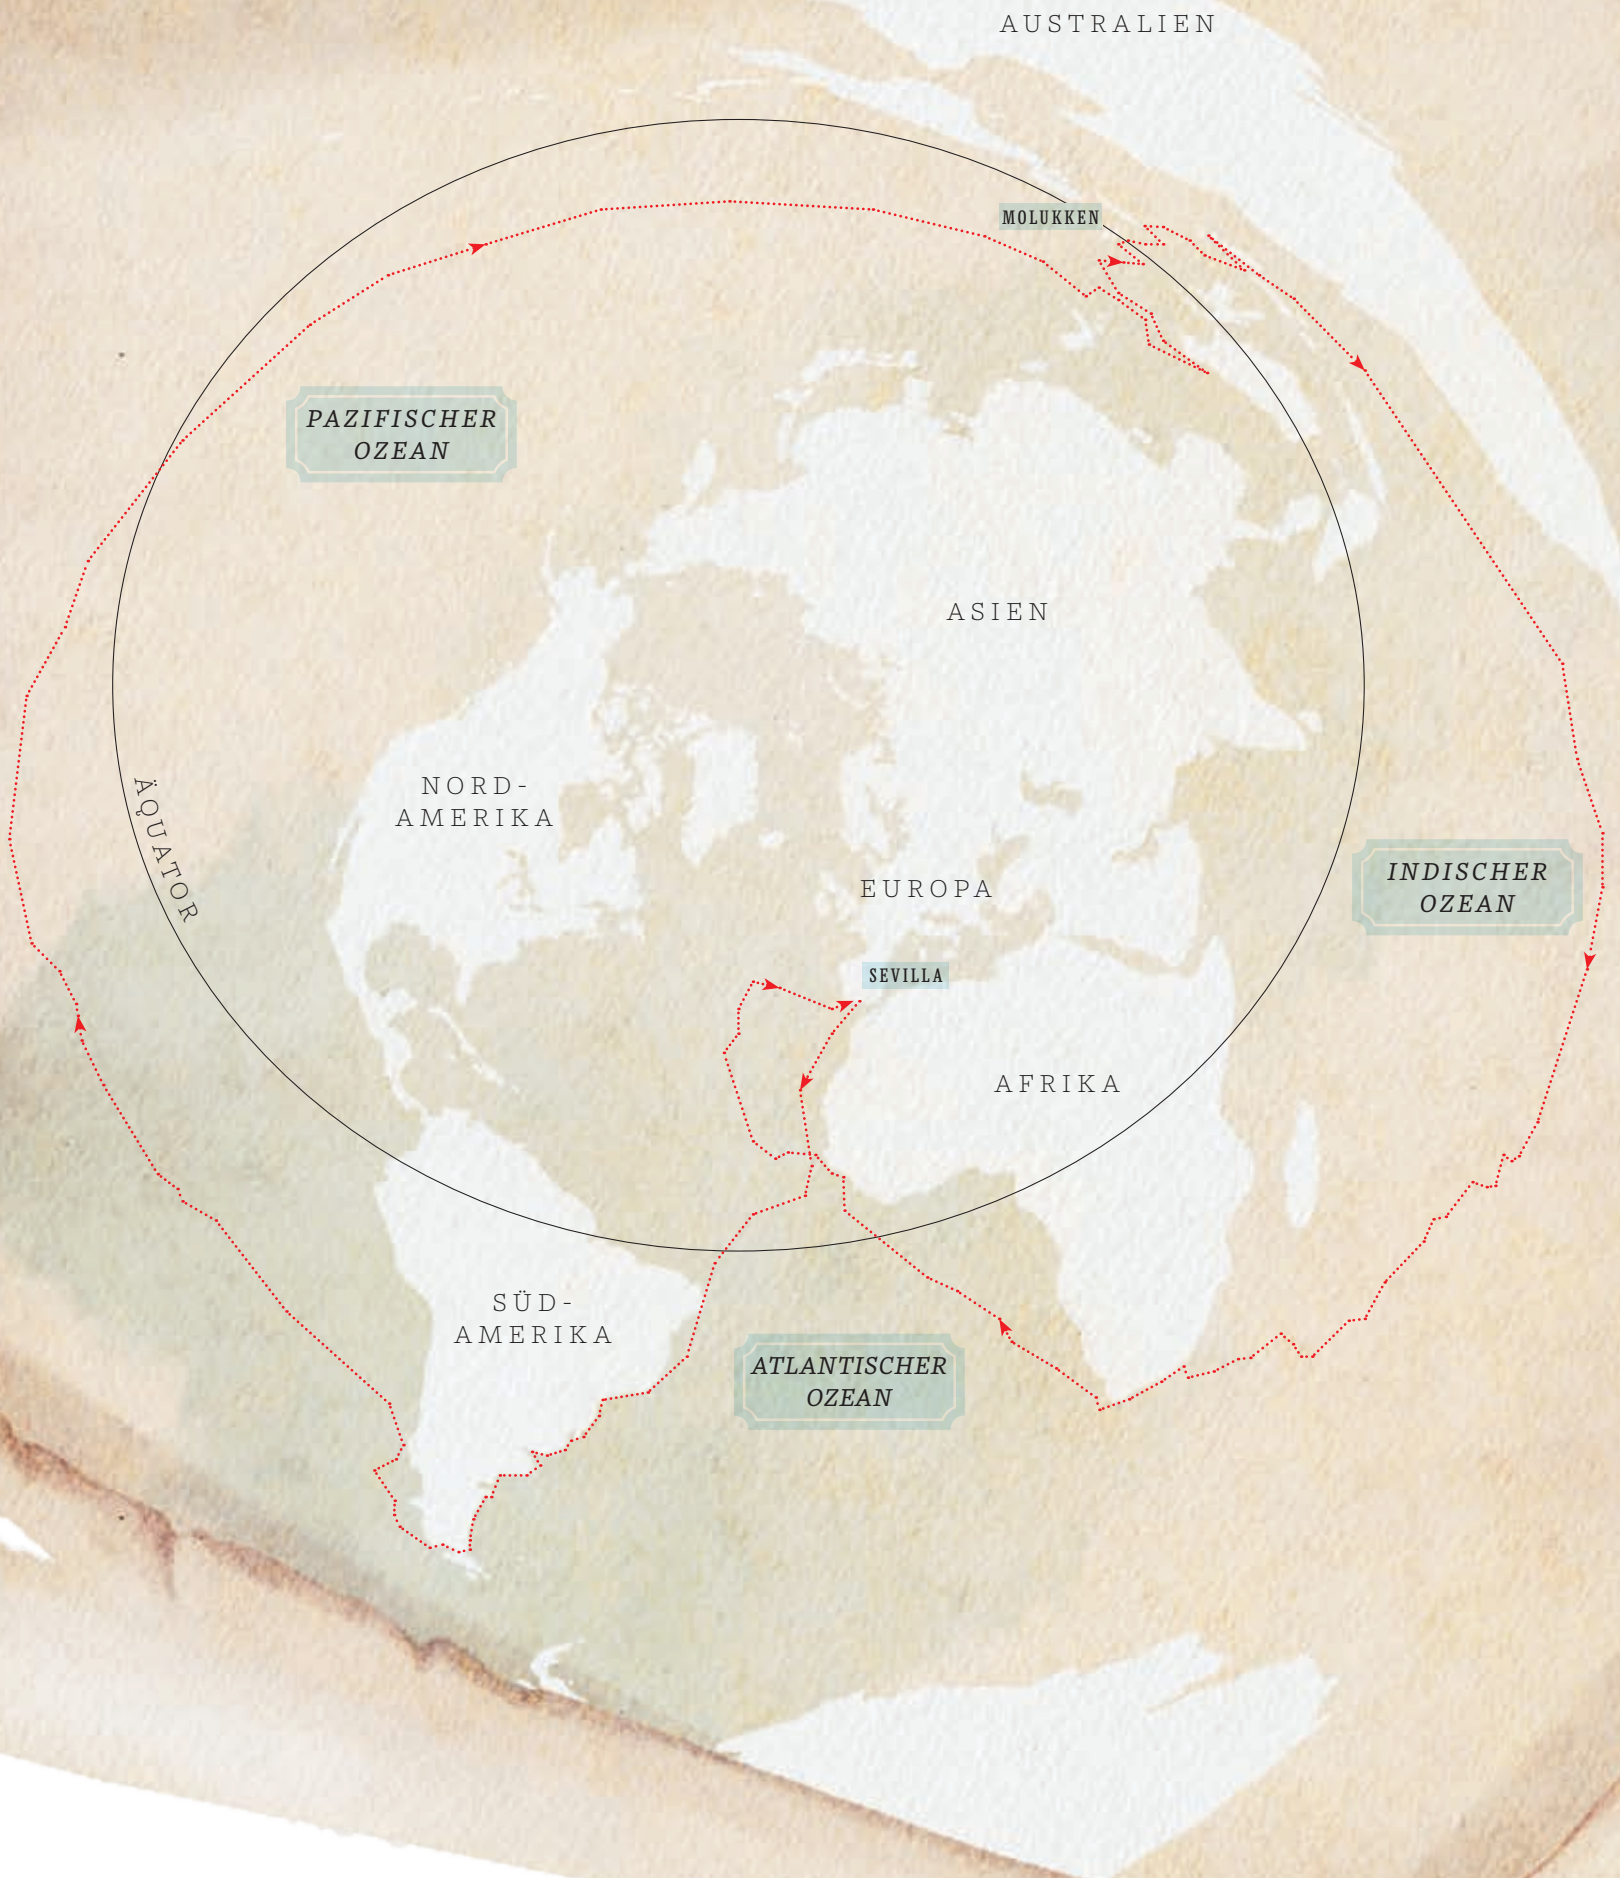 AUSTRALIEN
MOLUKKEN
PAZIFISCHER
OZEAN
ASIEN
NORD-
AMERIKA
ÄQUATOR
EUROPA
INDISCHER
OZEAN
SEVILLA
AFRIKA
SÜD-
AMERIKA
ATLANTISCHER
OZEAN